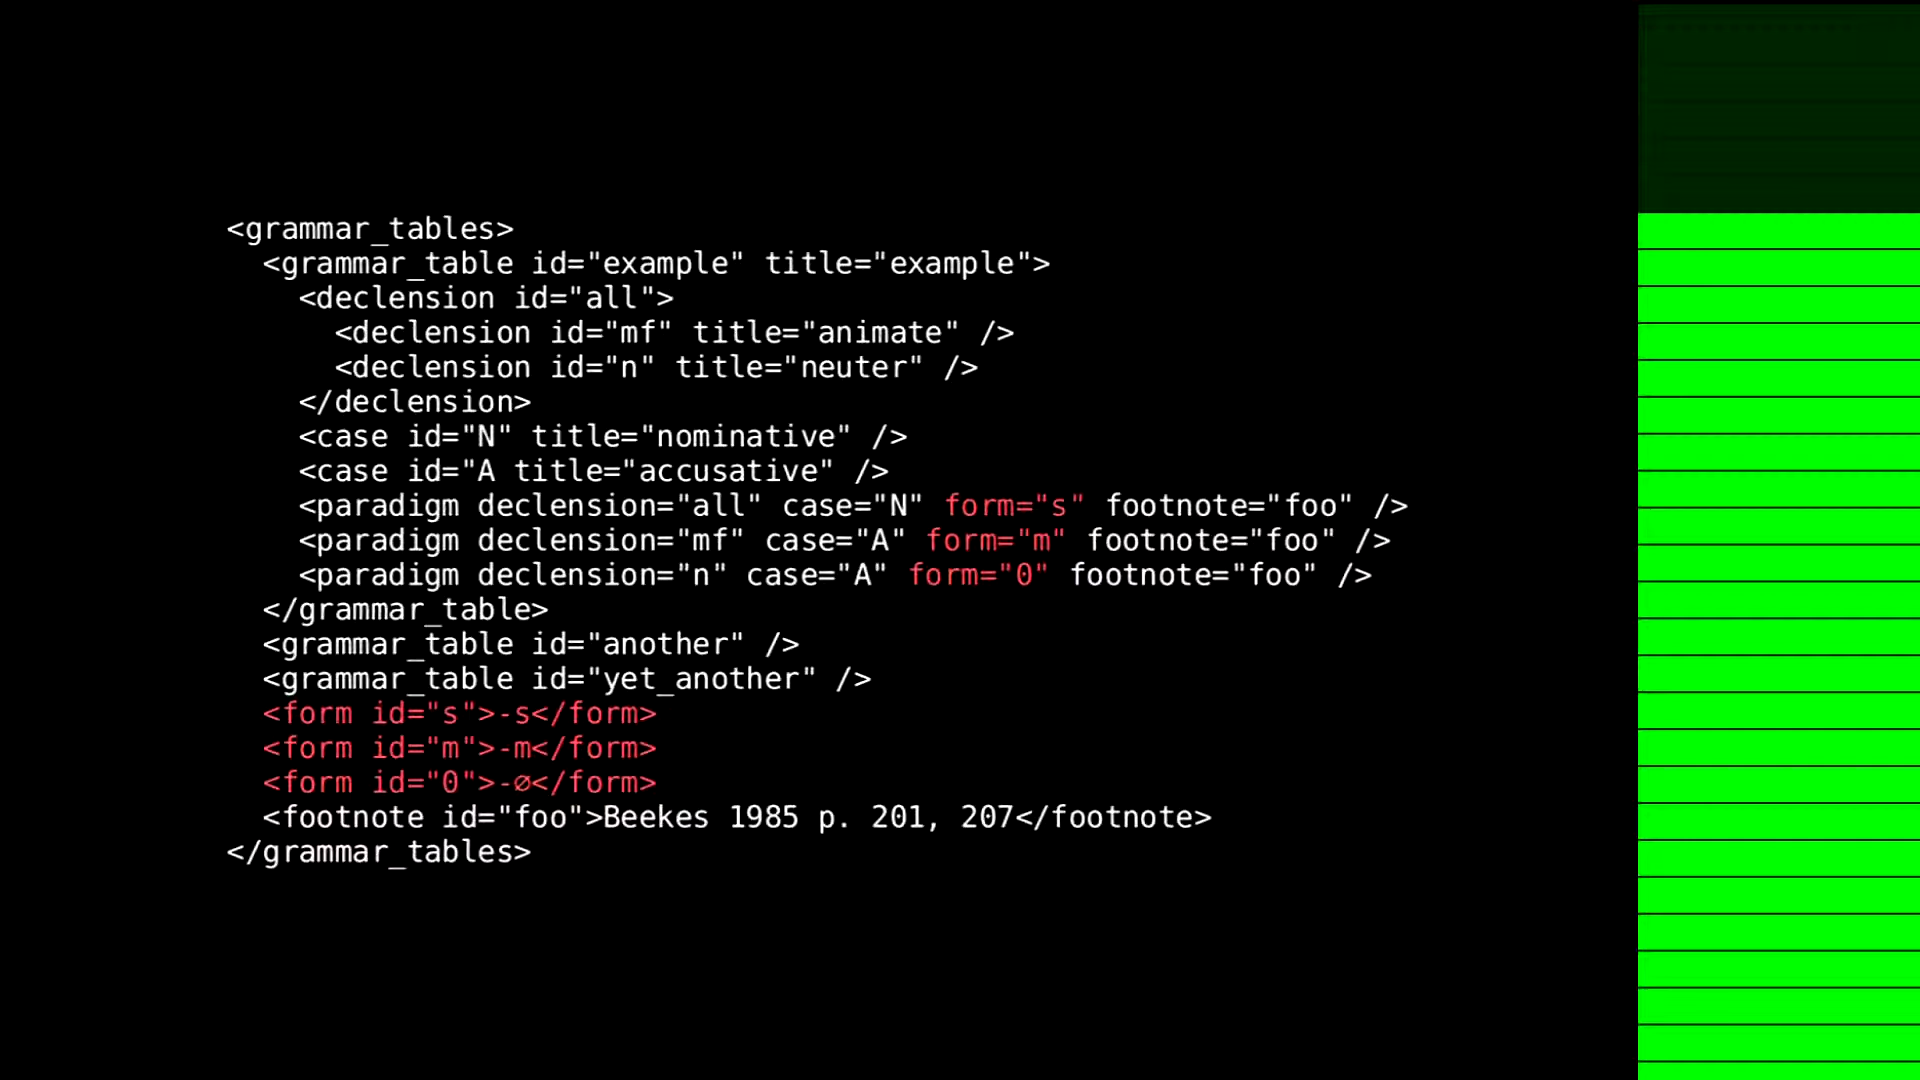 <grammar_tables>
<grammar_table id="example" title="example">
<declension id="all">
<declension id="mf" title="animate" />
<declension id="n" title="neuter" />
</declension>
<case id="N" title="nominative" />
<case id="A title="accusative" />
<paradigm declension="all" case="N" form="s" footnote="foo" />
<paradigm declension="mf" case="A" form="m" footnote="foo" />
<paradigm declension="n" case="A" form="0" footnote="foo" />
</grammar_table>
<grammar_table id="another" />
<grammar_table id="yet_another" />
<form id="s">-s</form>
<form id="m">-m</form>
<form id="0">-∅</form>
<footnote id="foo">Beekes 1985 p. 201, 207</footnote>
</grammar_tables>